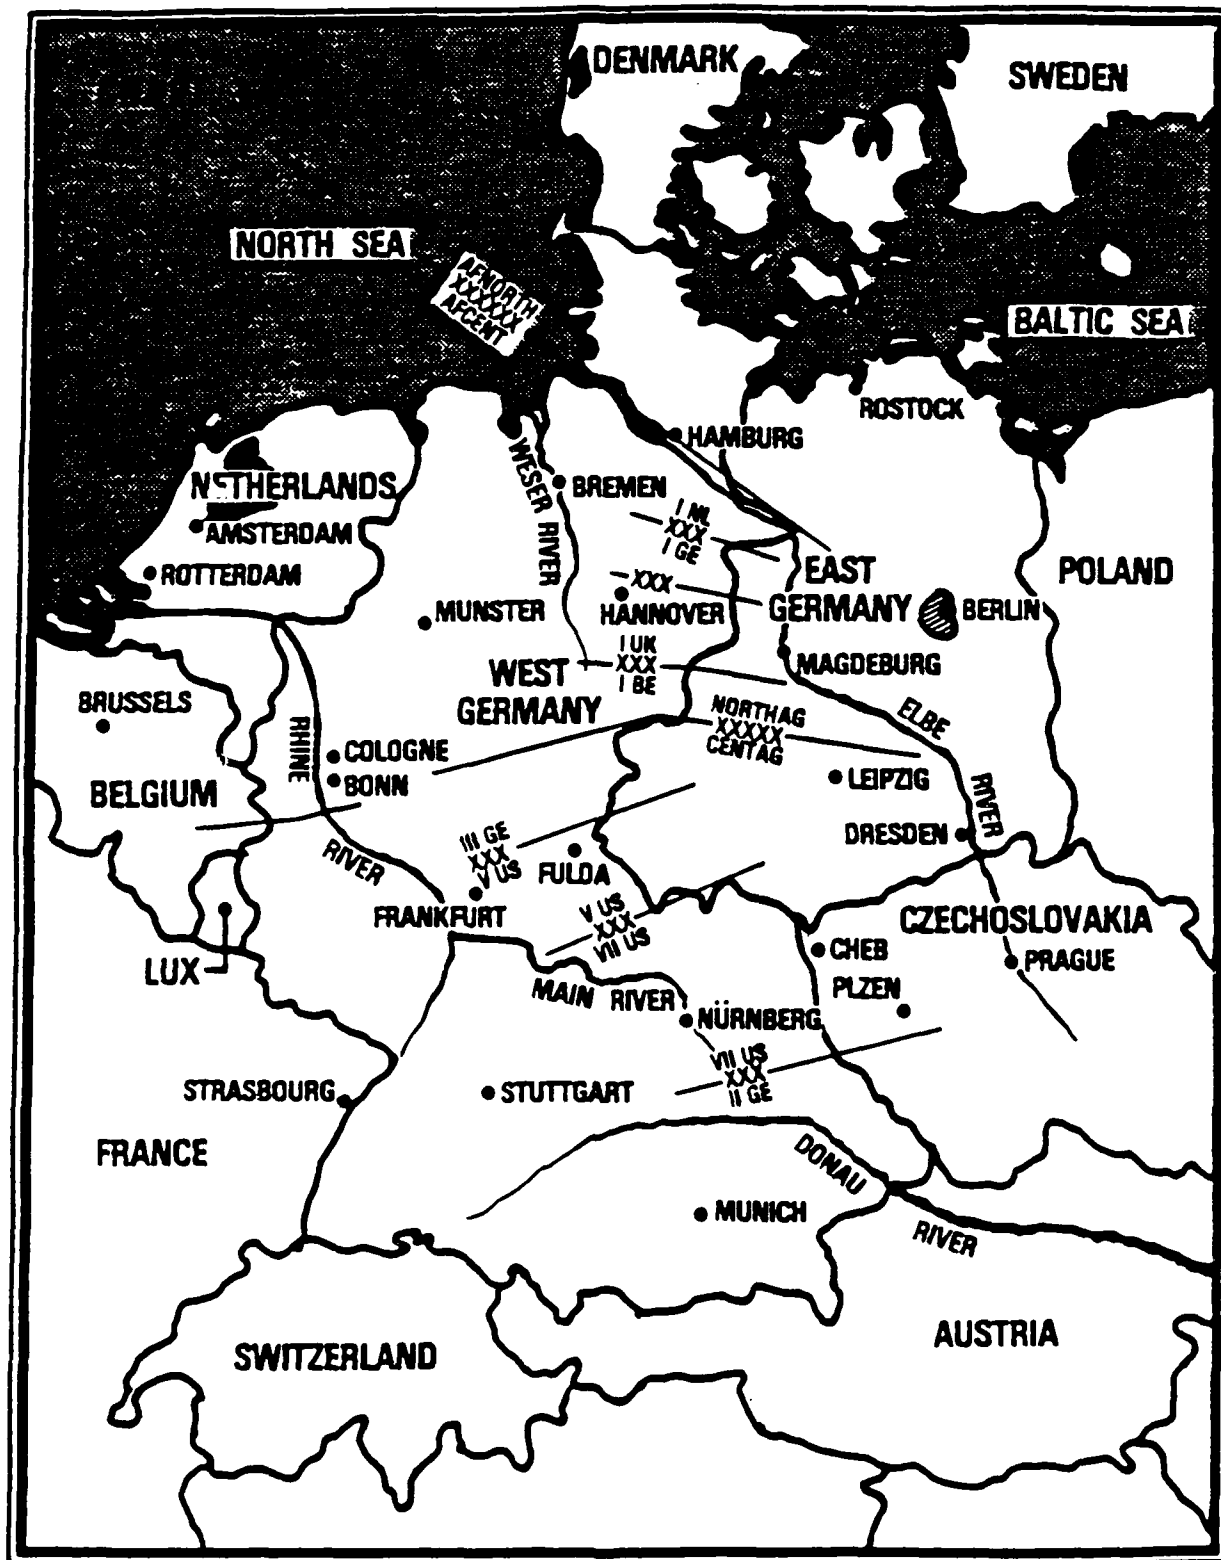 DENMARK
SWEDEN
NORTH SEA
AFNORTH
XXXXXX
AFCENT
BALTIC SEA
ROSTOCK
HAMBURG
WESER RIVER
BREMEN
NETHERLANDS
AMSTERDAM
ROTTERDAM
I NL
XXX
I GE
XXX
HANNOVER
EAST
GERMANY
BERLIN
POLAND
MUNSTER
I UK
XXX
I BE
MAGDEBURG
WEST
GERMANY
BRUSSELS
NORTHAG
XXXXX
CENTAG
ELBE
RIVER
RHINE
RIVER
COLOGNE
BONN
BELGIUM
LEIPZIG
DRESDEN
III GE
XXX
V US
FULDA
FRANKFURT
V US
XXX
VII US
CZECHOSLOVAKIA
CHEB
PRAGUE
PLZEN
LUX
MAIN RIVER
NÜRNBERG
VII US
XXX
II GE
STRASBOURG
STUTTGART
FRANCE
DONAU
RIVER
MUNICH
SWITZERLAND
AUSTRIA